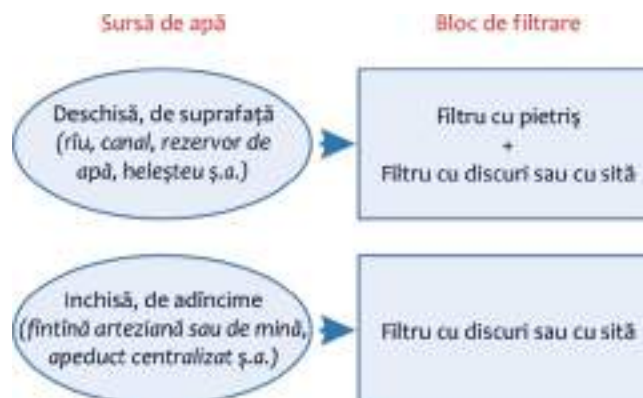 Sursă de apă
Bloc de filtrare
Deschisă, de suprafață
(rîu, canal, rezervor de
apă, heleșteu ș.a.)
Filtru cu pietriș
+
Filtru cu discuri sau cu sită
Inchisă, de adîncime
(fîntînă arteziană sau de mină,
apeduct centralizat ș.a.)
Filtru cu discuri sau cu sită